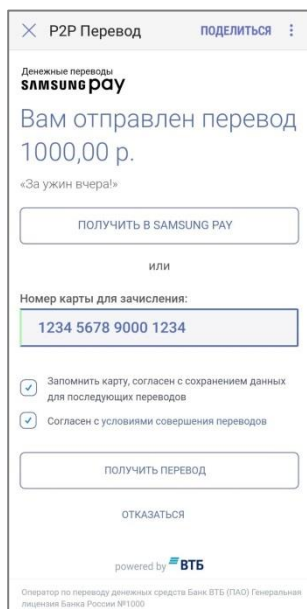 P2P Перевод ПОДЕЛИТЬСЯ
Денежные переводы
SAMSUNG pay
Вам отправлен перевод
1000,00 р.
«За ужин вчера!»
ПОЛУЧИТЬ В SAMSUNG PAY
или
Номер карты для зачисления:
1234 5678 9000 1234
Запомнить карту, согласен с сохранением данных
для последующих переводов
Согласен с условиями совершения переводов
ПОЛУЧИТЬ ПЕРЕВОД
ОТКАЗАТЬСЯ
powered by ВТБ
Оператор по переводу денежных средств Банк ВТБ (ПАО) Генеральная
лицензия Банка России №1000